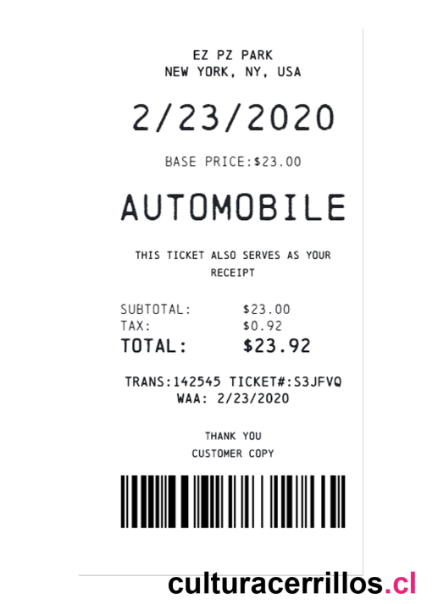 EZ PZ PARK
NEW YORK, NY, USA
2/23/2020
BASE PRICE:$23.00
AUTOMOBILE
THIS TICKET ALSO SERVES AS YOUR
RECEIPT
SUBTOTAL: $23.00
TAX: $0.92
TOTAL: $23.92
TRANS:142545 TICKET#:S3JFVQ
WAA: 2/23/2020
THANK YOU
CUSTOMER COPY
culturacerrillos.cl